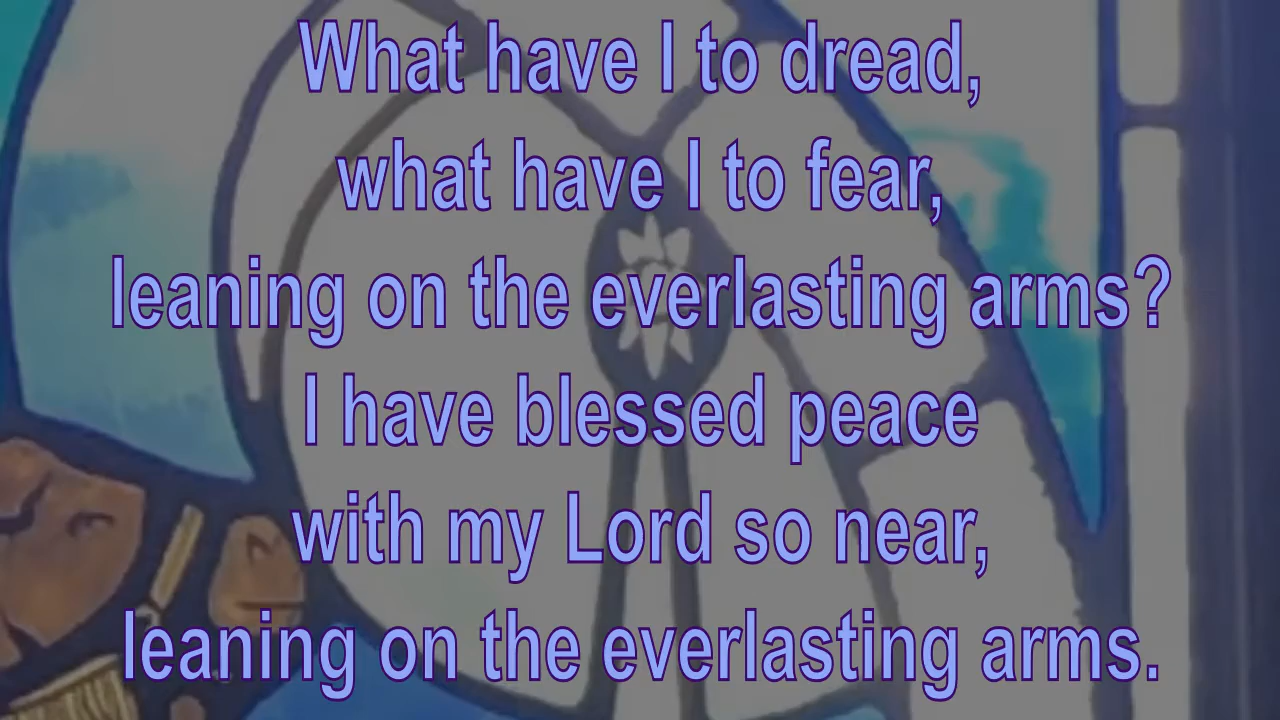 What have I to dread,
what have I to fear,
leaning on the everlasting arms?
I have blessed peace
with my Lord so near,
leaning on the everlasting arms.